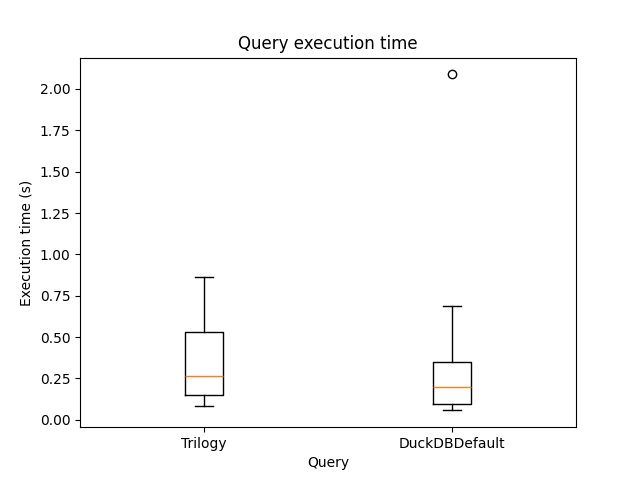 Query execution time
Execution time (s)
2.00
1.75
1.50
1.25
1.00
0.75
0.50
0.25
0.00
Trilogy
DuckDBDefault
Query